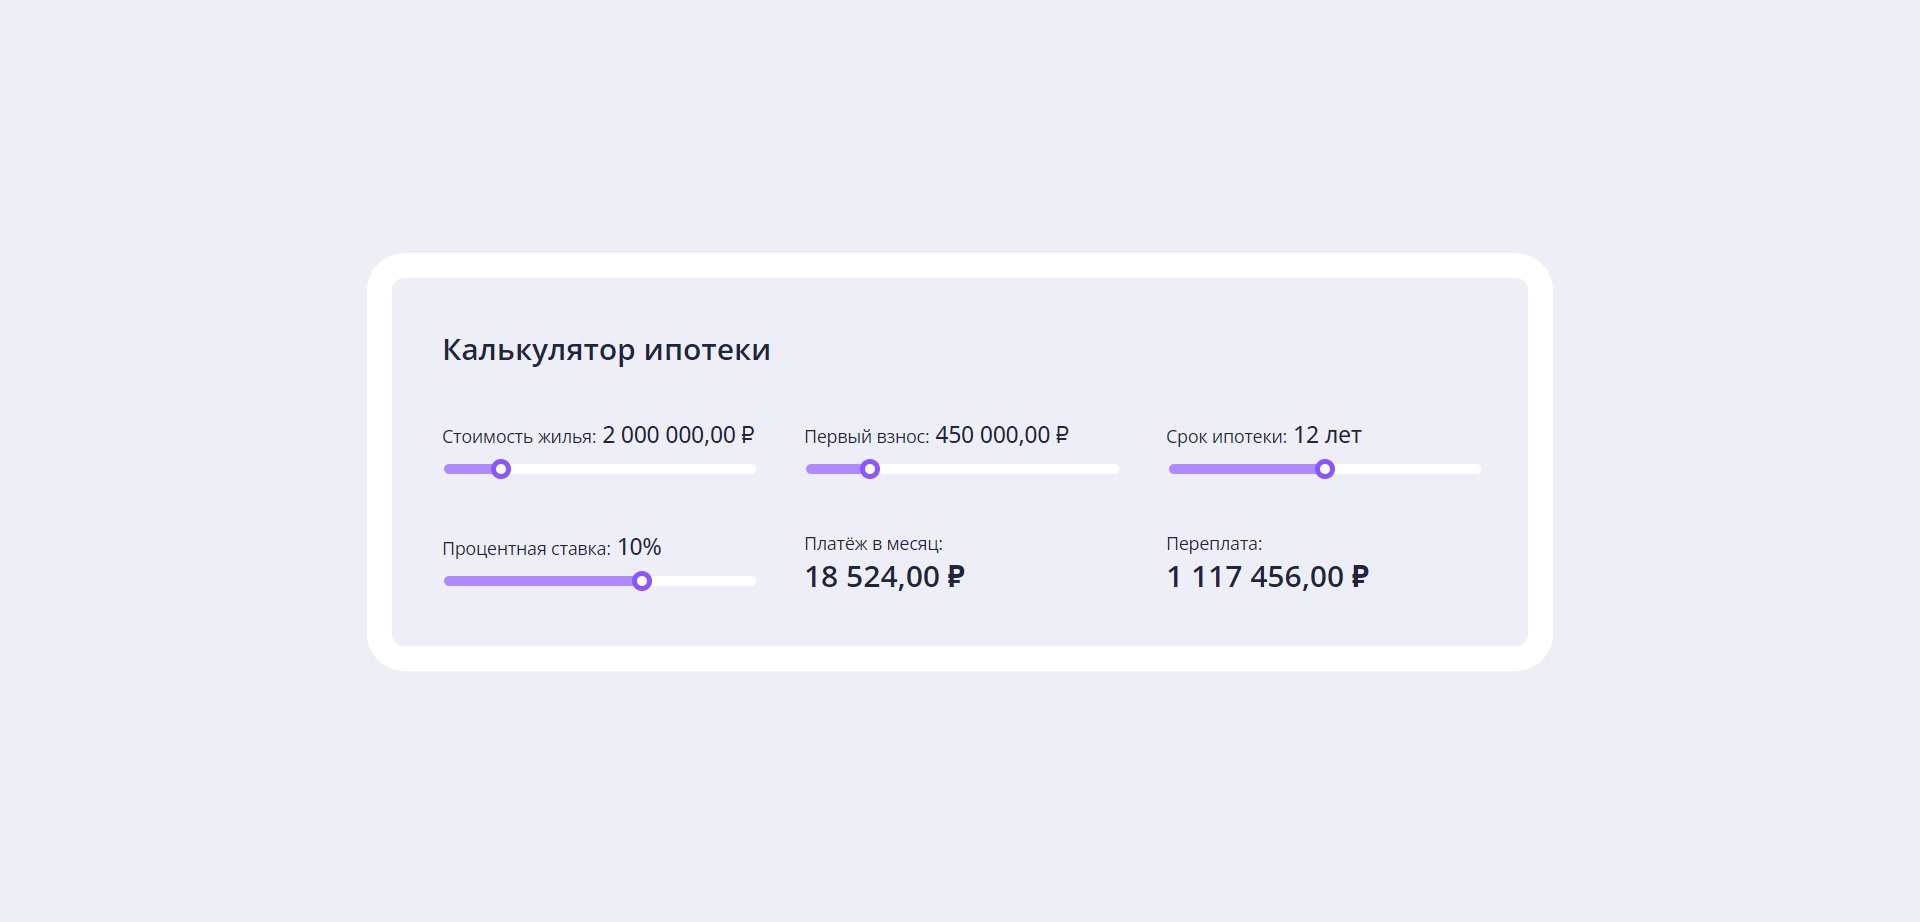 Калькулятор ипотеки
Стоимость жилья: 2 000 000,00 ₽
Первый взнос: 450 000,00 ₽
Срок ипотеки: 12 лет
Процентная ставка: 10%
Платёж в месяц:
18 524,00 ₽
Переплата:
1 117 456,00 ₽